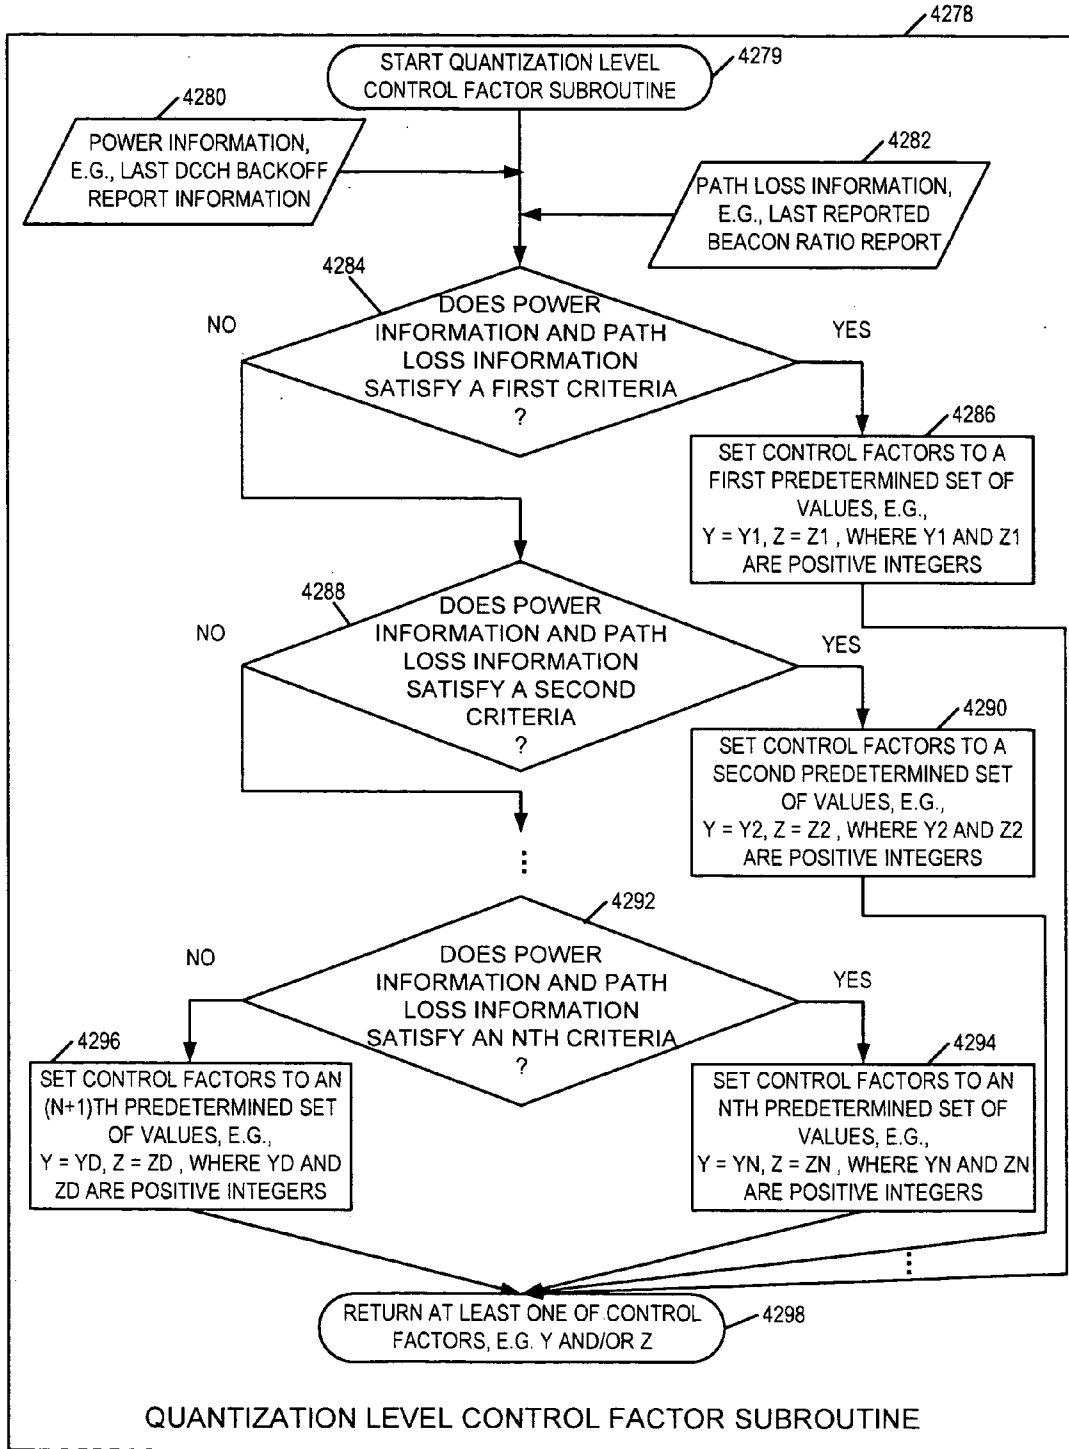 4278
START QUANTIZATION LEVEL
CONTROL FACTOR SUBROUTINE
4279
4280
POWER INFORMATION,
E.G., LAST DCCH BACKOFF
REPORT INFORMATION
4282
PATH LOSS INFORMATION,
E.G., LAST REPORTED
BEACON RATIO REPORT
4284
NO
DOES POWER
INFORMATION AND PATH
LOSS INFORMATION
SATISFY A FIRST CRITERIA
?
YES
4286
SET CONTROL FACTORS TO A
FIRST PREDETERMINED SET OF
VALUES, E.G.,
Y = Y1, Z = Z1 , WHERE Y1 AND Z1
ARE POSITIVE INTEGERS
4288
NO
DOES POWER
INFORMATION AND PATH
LOSS INFORMATION
SATISFY A SECOND
CRITERIA
?
YES
4290
SET CONTROL FACTORS TO A
SECOND PREDETERMINED SET
OF VALUES, E.G.,
Y = Y2, Z = Z2 , WHERE Y2 AND Z2
ARE POSITIVE INTEGERS
4292
NO
DOES POWER
INFORMATION AND PATH
LOSS INFORMATION
SATISFY AN NTH CRITERIA
?
YES
4296
SET CONTROL FACTORS TO AN
(N+1)TH PREDETERMINED SET
OF VALUES, E.G.,
Y = YD, Z = ZD , WHERE YD AND
ZD ARE POSITIVE INTEGERS
4294
SET CONTROL FACTORS TO AN
NTH PREDETERMINED SET OF
VALUES, E.G.,
Y = YN, Z = ZN , WHERE YN AND ZN
ARE POSITIVE INTEGERS
RETURN AT LEAST ONE OF CONTROL
FACTORS, E.G. Y AND/OR Z
4298
QUANTIZATION LEVEL CONTROL FACTOR SUBROUTINE